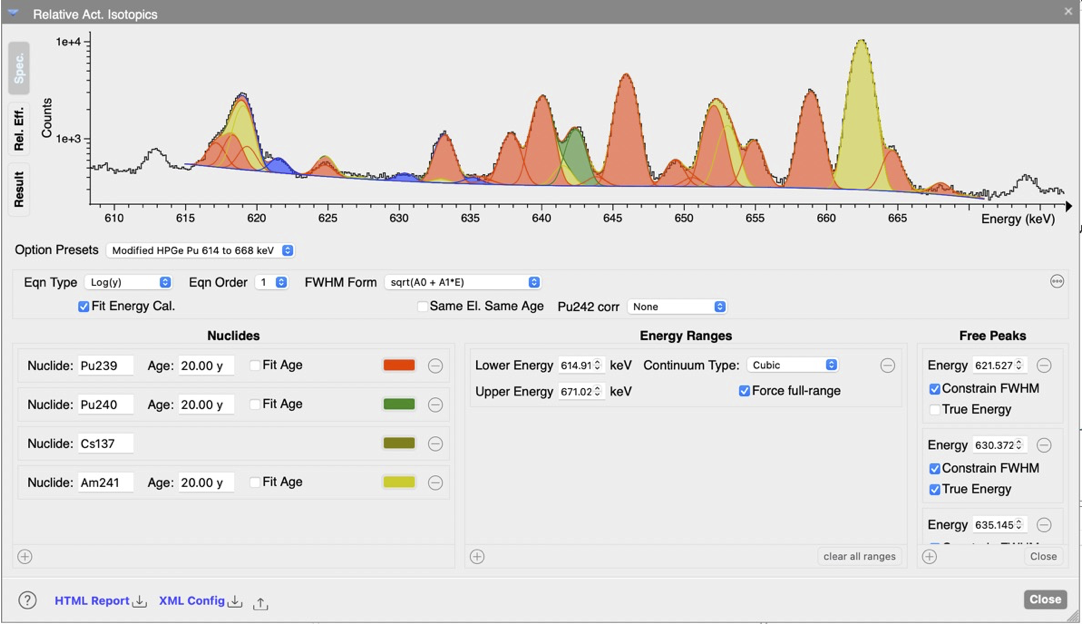 Relative Act. Isotopics
Spec.
Rel. Eff.
Result
Counts
1e+4
1e+3
610 615 620 625 630 635 640 645 650 655 660 665
Energy (keV)
Option Presets Modified HPGe Pu 614 to 668 keV
Eqn Type Log(y) Eqn Order 1 FWHM Form sqrt(A0 + A1*E)
Fit Energy Cal. Same El. Same Age Pu242 corr None
Nuclides
Nuclide: Pu239 Age: 20.00 y Fit Age
Nuclide: Pu240 Age: 20.00 y Fit Age
Nuclide: Cs137
Nuclide: Am241 Age: 20.00 y Fit Age
Energy Ranges
Lower Energy 614.91 keV Continuum Type: Cubic
Upper Energy 671.02 keV Force full-range
clear all ranges
Free Peaks
Energy 621.527
Constrain FWHM
True Energy
Energy 630.372
Constrain FWHM
True Energy
Energy 635.145
Close
? HTML Report XML Config
Close